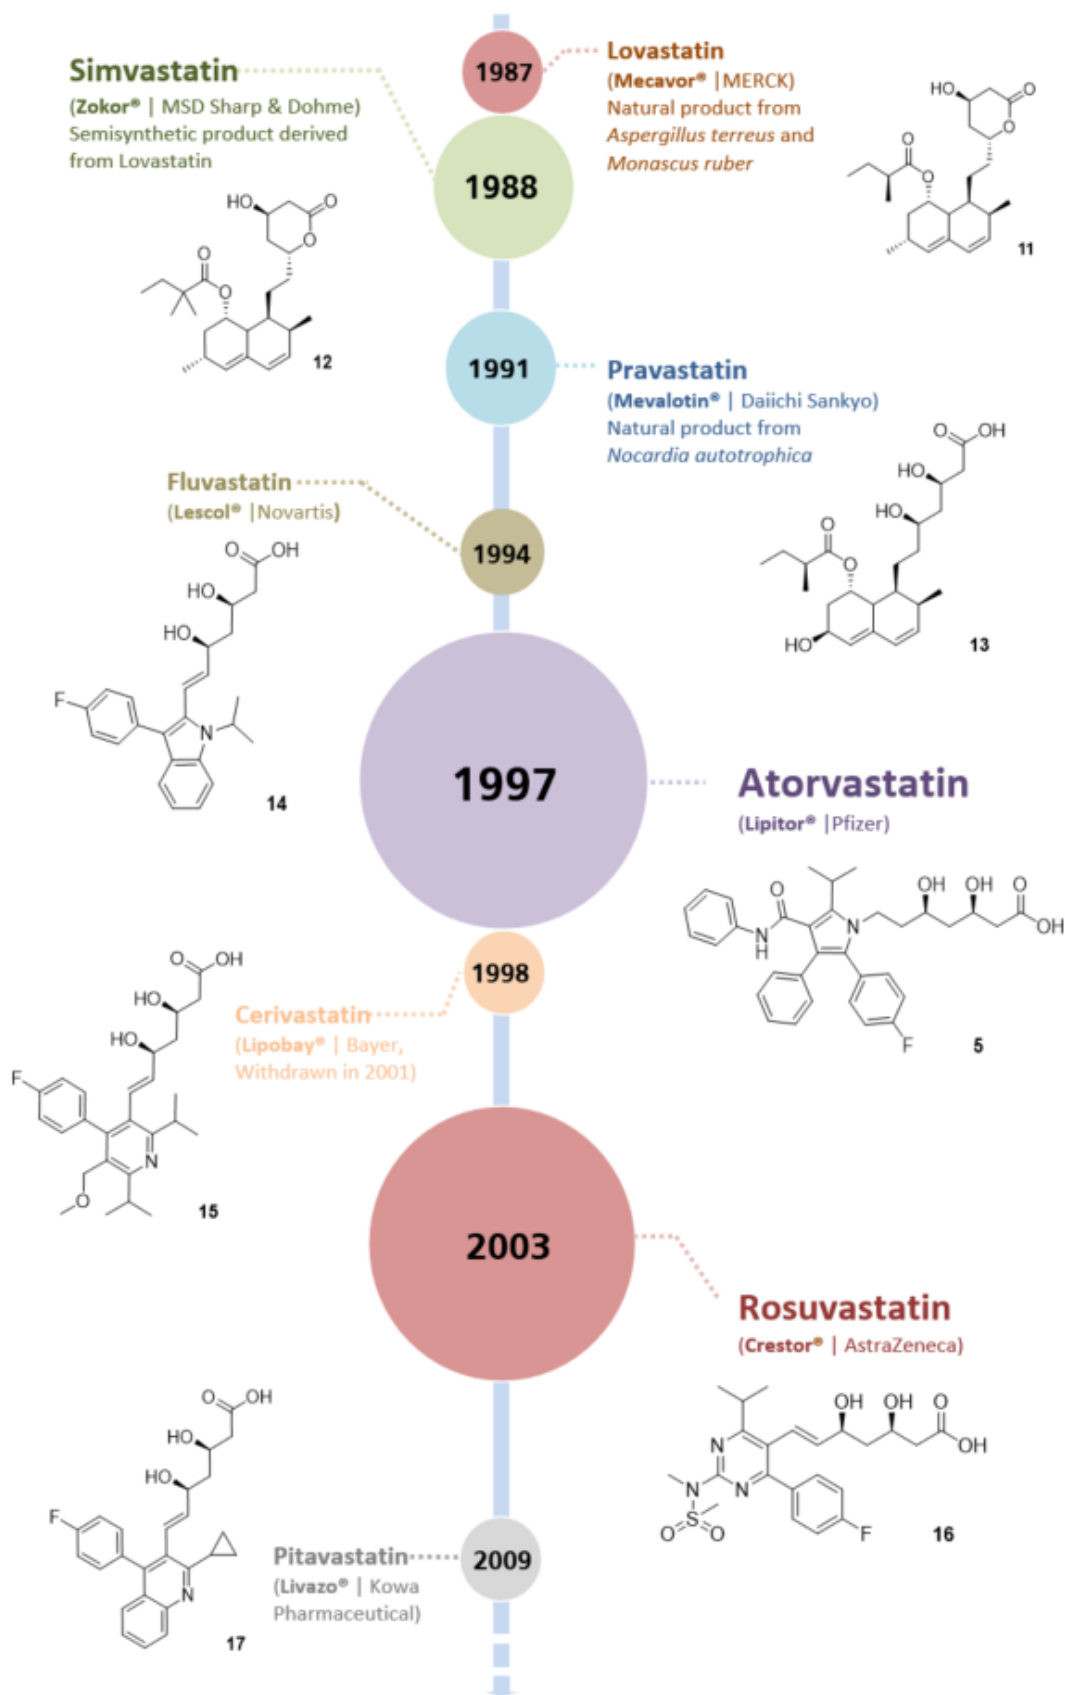 1987
Lovastatin
(Mecavor® |MERCK)
Natural product from
Aspergillus terreus and
Monascus ruber
HO
O
O
O
O
11
Simvastatin
(Zokor® | MSD Sharp & Dohme)
Semisynthetic product derived
from Lovastatin
1988
HO
O
O
O
O
12
1991
Pravastatin
(Mevalotin® | Daiichi Sankyo)
Natural product from
Nocardia autotrophica
O
OH
HO
HO
O
O
HO
13
Fluvastatin
(Lescol® |Novartis)
1994
O
OH
HO
HO
F
N
14
1997
Atorvastatin
(Lipitor® |Pfizer)
OH
OH
O
OH
O
N
N
H
F
5
1998
Cerivastatin
(Lipobay® | Bayer,
Withdrawn in 2001)
O
OH
HO
HO
F
N
O
15
2003
Rosuvastatin
(Crestor® | AstraZeneca)
OH
OH
O
OH
N
N
N
S
O
O
F
16
O
OH
HO
HO
F
N
17
Pitavastatin
(Livazo® | Kowa
Pharmaceutical)
2009